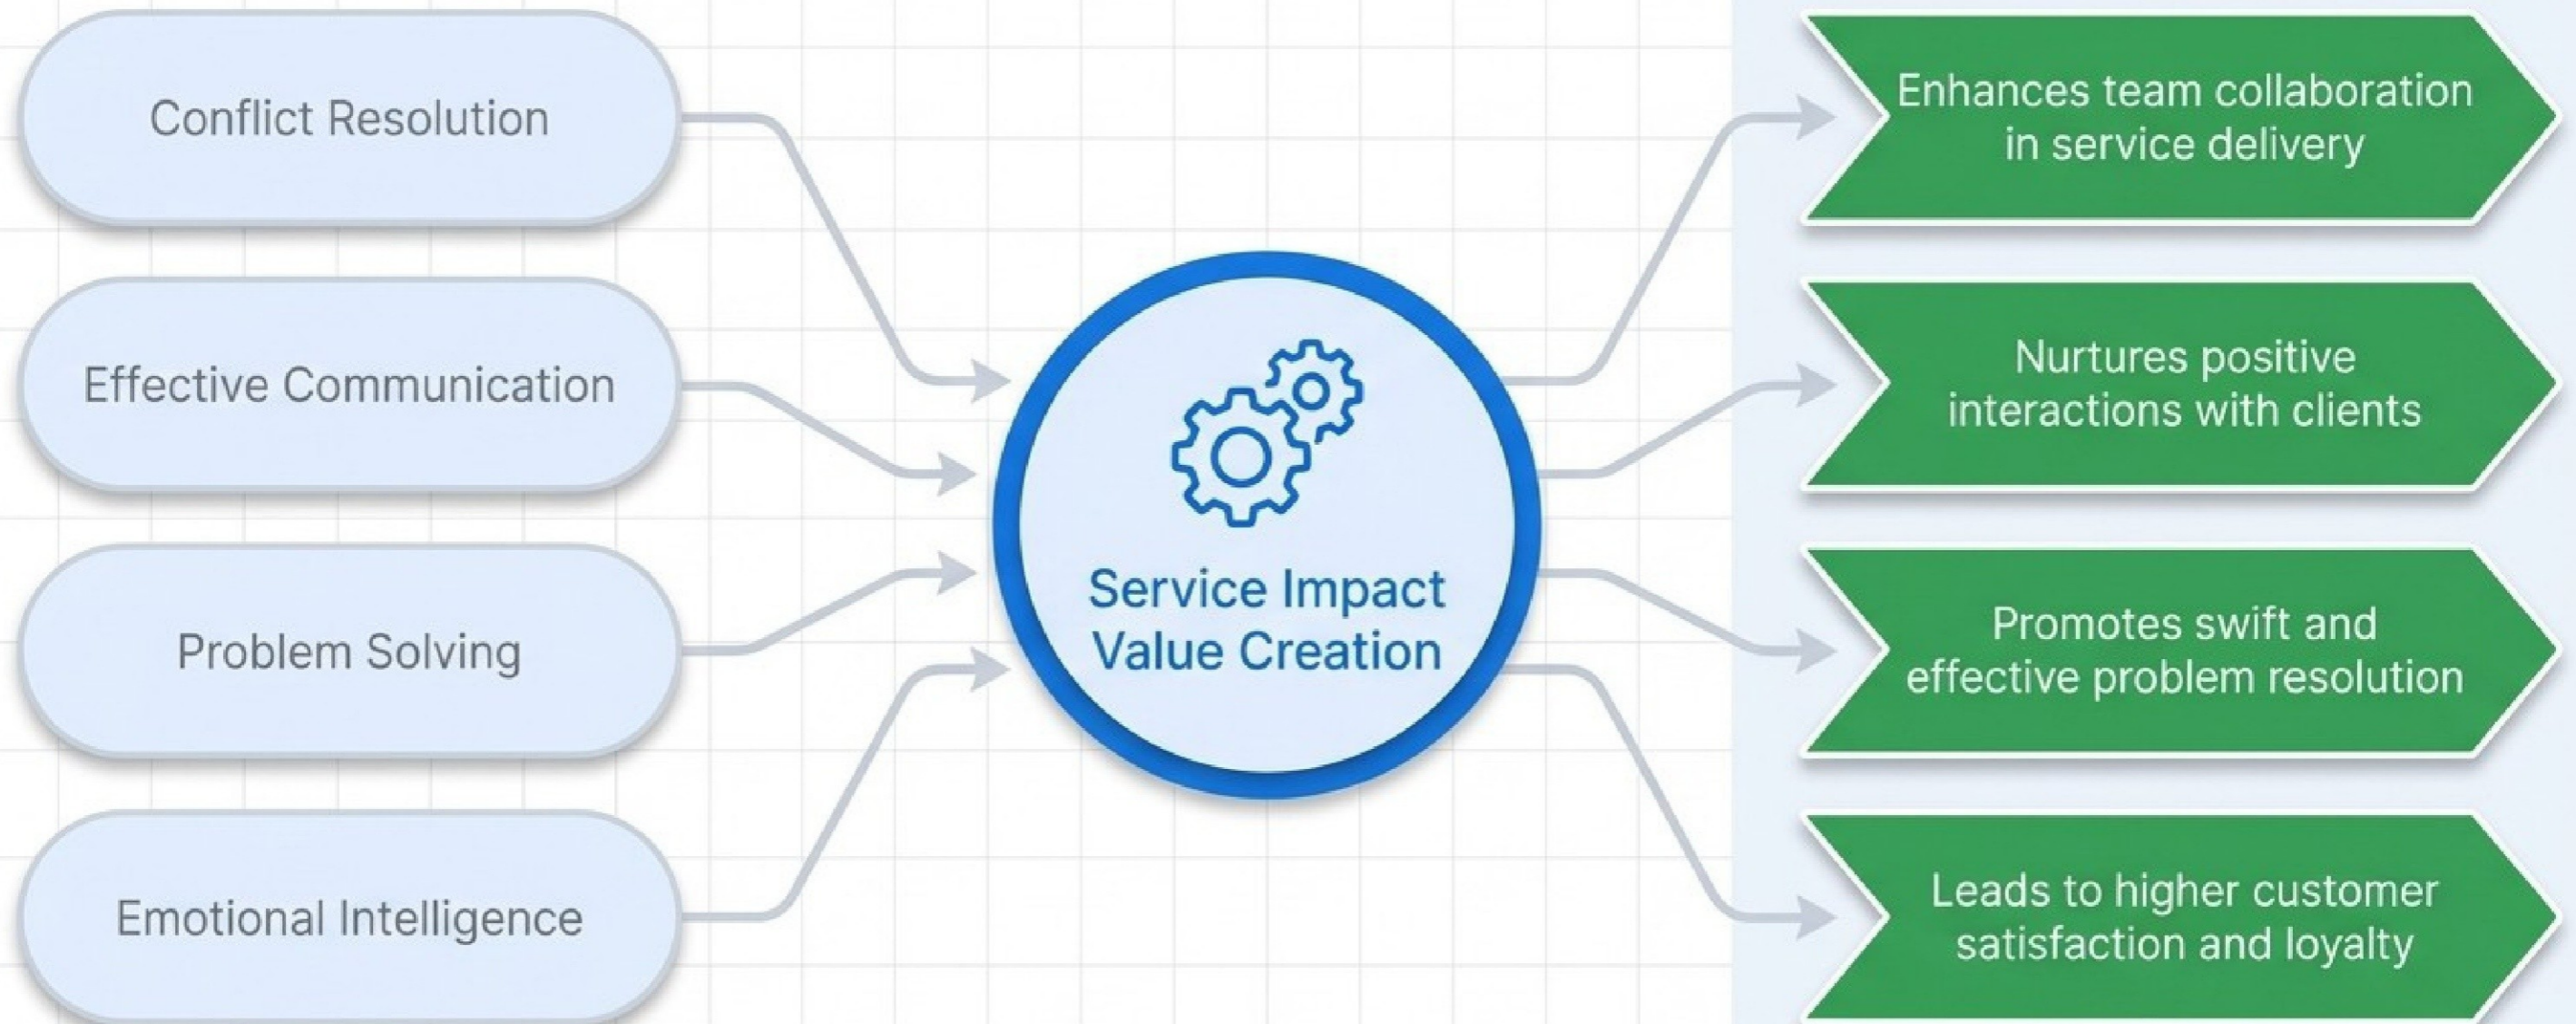 Conflict Resolution
Effective Communication
Problem Solving
Emotional Intelligence
Service Impact
Value Creation
Enhances team collaboration
in service delivery
Nurtures positive
interactions with clients
Promotes swift and
effective problem resolution
Leads to higher customer
satisfaction and loyalty